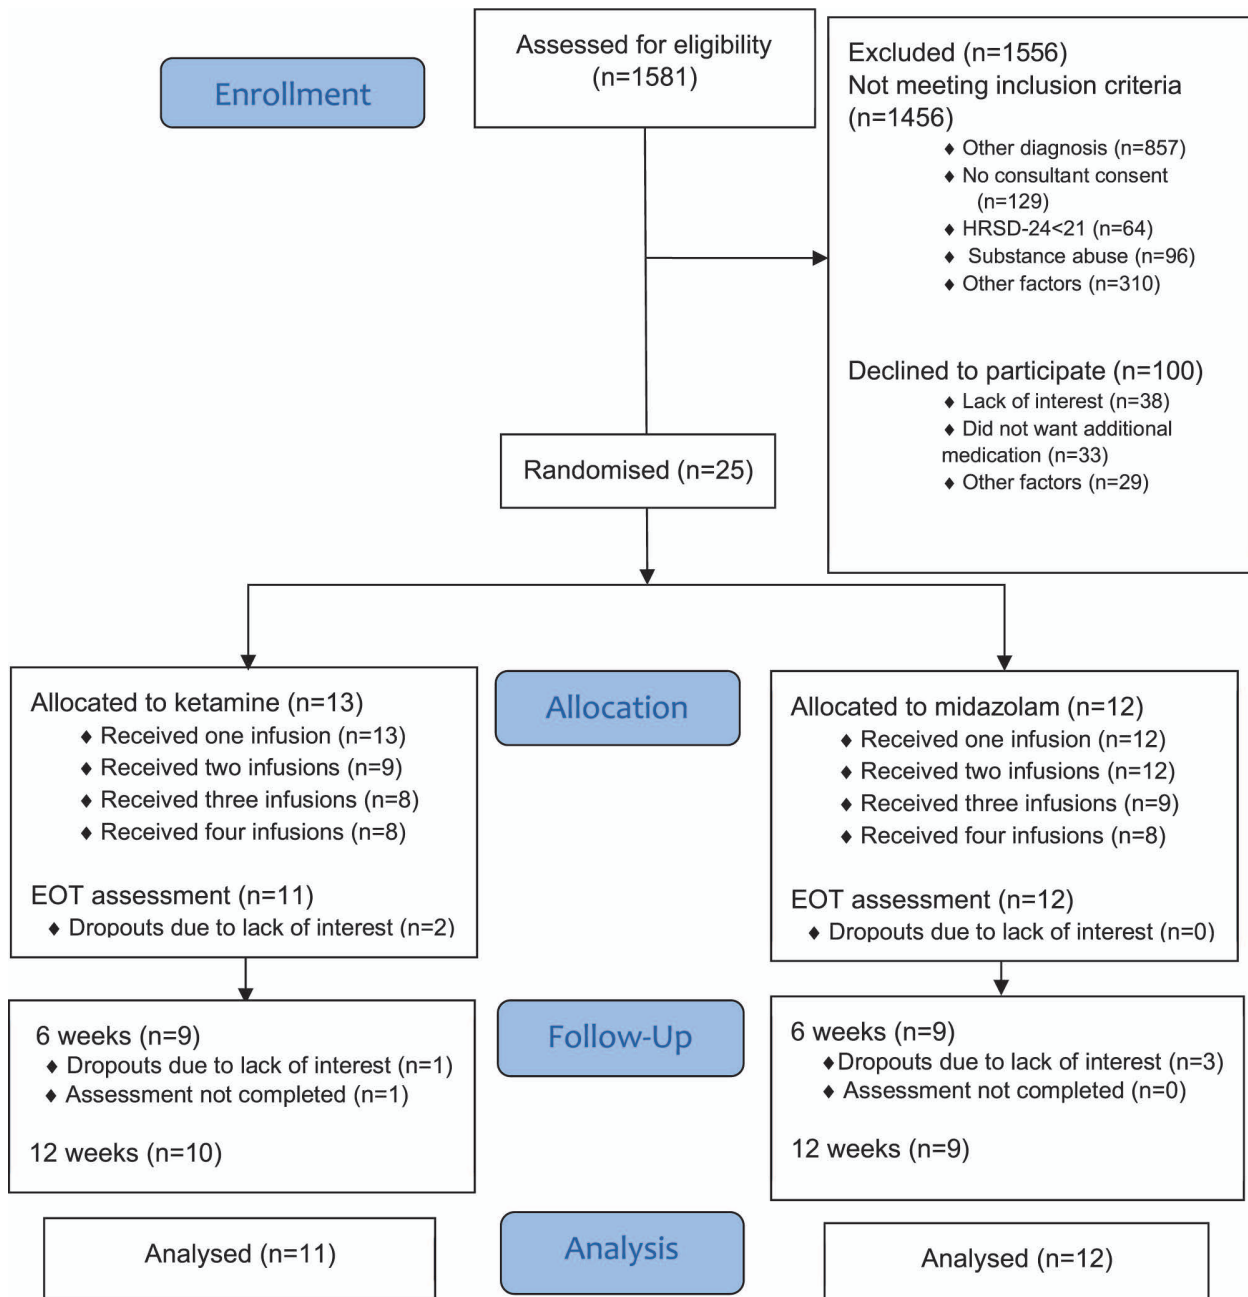 Assessed for eligibility
(n=1581)
Enrollment
Excluded (n=1556)
Not meeting inclusion criteria
(n=1456)
♦ Other diagnosis (n=857)
♦ No consultant consent
(n=129)
♦ HRSD-24<21 (n=64)
♦ Substance abuse (n=96)
♦ Other factors (n=310)
Declined to participate (n=100)
♦ Lack of interest (n=38)
♦ Did not want additional
medication (n=33)
♦ Other factors (n=29)
Randomised (n=25)
Allocated to ketamine (n=13)
♦ Received one infusion (n=13)
♦ Received two infusions (n=9)
♦ Received three infusions (n=8)
♦ Received four infusions (n=8)
EOT assessment (n=11)
♦ Dropouts due to lack of interest (n=2)
Allocation
Allocated to midazolam (n=12)
♦ Received one infusion (n=12)
♦ Received two infusions (n=12)
♦ Received three infusions (n=9)
♦ Received four infusions (n=8)
EOT assessment (n=12)
♦ Dropouts due to lack of interest (n=0)
6 weeks (n=9)
♦ Dropouts due to lack of interest (n=1)
♦ Assessment not completed (n=1)
12 weeks (n=10)
Follow-Up
6 weeks (n=9)
♦Dropouts due to lack of interest (n=3)
♦ Assessment not completed (n=0)
12 weeks (n=9)
Analysed (n=11)
Analysis
Analysed (n=12)